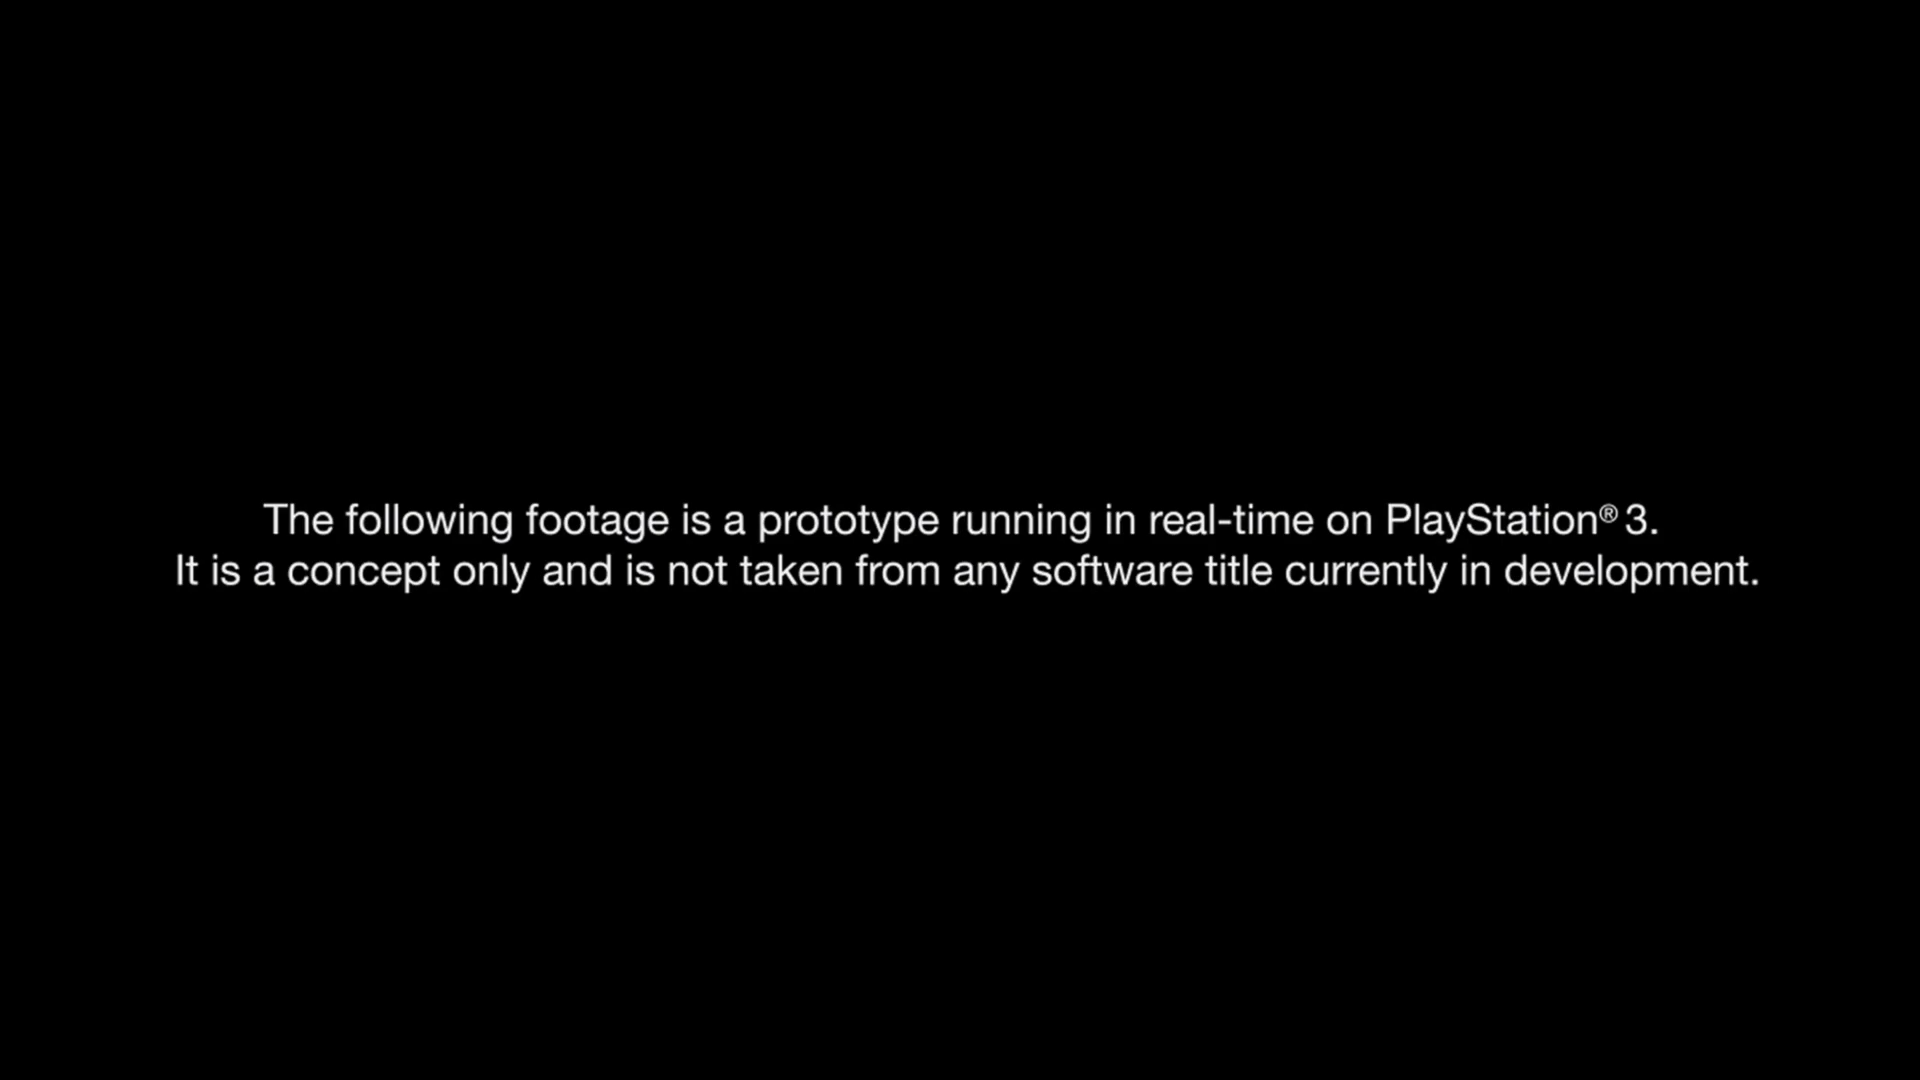 The following footage is a prototype running in real-time on PlayStation® 3.
It is a concept only and is not taken from any software title currently in development.